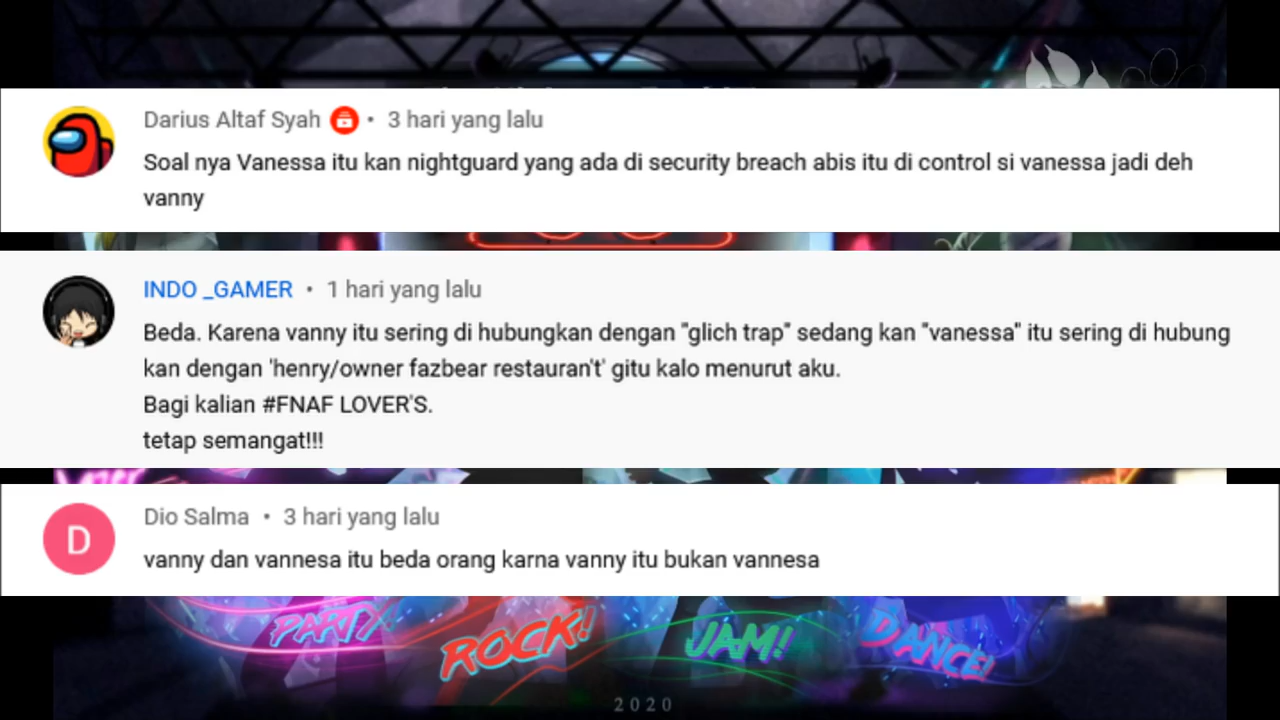 Darius Altaf Syah • 3 hari yang lalu
Soal nya Vanessa itu kan nightguard yang ada di security breach abis itu di control si vanessa jadi deh
vanny
INDO _GAMER • 1 hari yang lalu
Beda. Karena vanny itu sering di hubungkan dengan "glich trap" sedang kan "vanessa" itu sering di hubung
kan dengan 'henry/owner fazbear restauran't' gitu kalo menurut aku.
Bagi kalian #FNAF LOVER'S.
tetap semangat!!!
D
Dio Salma • 3 hari yang lalu
vanny dan vannesa itu beda orang karna vanny itu bukan vannesa
PARTY
ROCK!
JAM!
DANCE!
2020